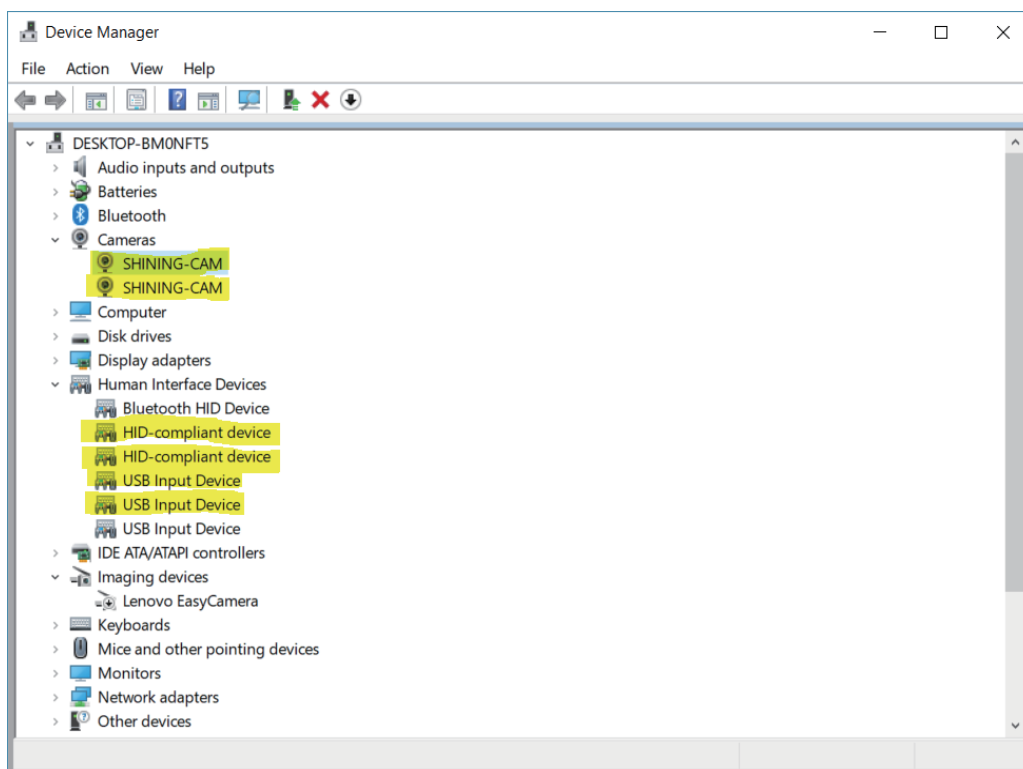 Device Manager
File Action View Help
DESKTOP-BM0NFT5
Audio inputs and outputs
Batteries
Bluetooth
Cameras
SHINING-CAM
SHINING-CAM
Computer
Disk drives
Display adapters
Human Interface Devices
Bluetooth HID Device
HID-compliant device
HID-compliant device
USB Input Device
USB Input Device
USB Input Device
IDE ATA/ATAPI controllers
Imaging devices
Lenovo EasyCamera
Keyboards
Mice and other pointing devices
Monitors
Network adapters
Other devices